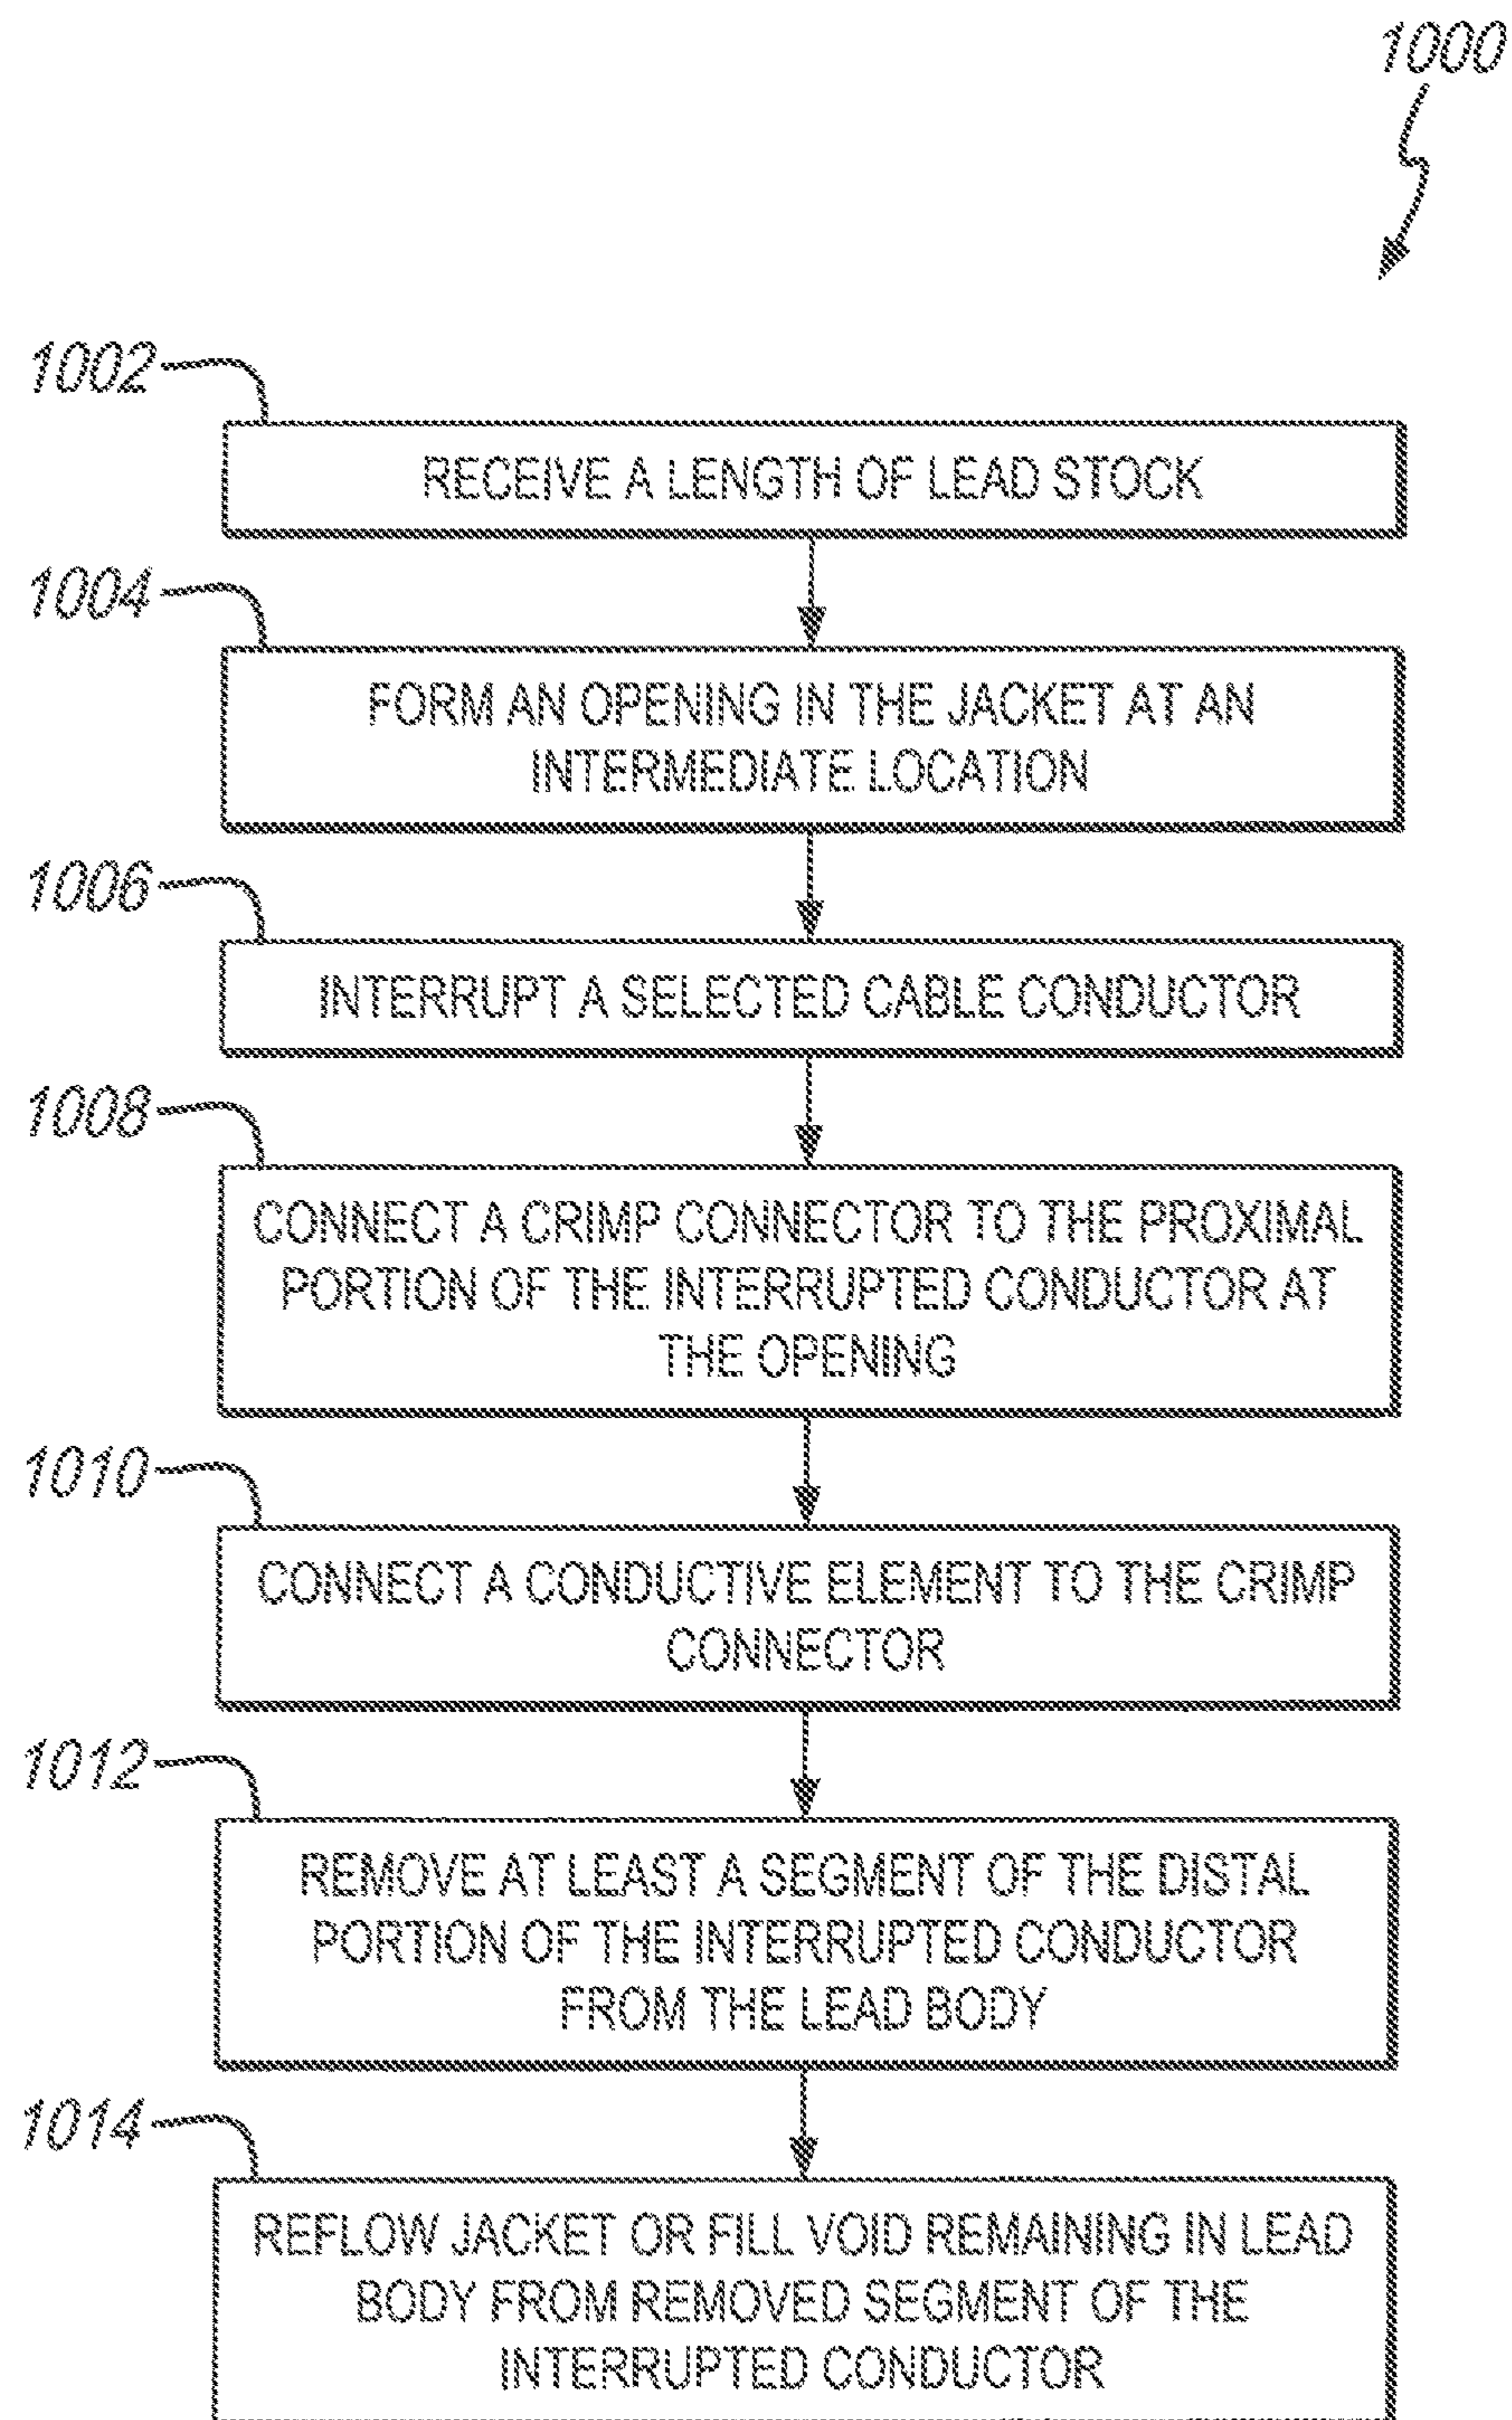 1000
1002
RECEIVE A LENGTH OF LEAD STOCK
1004
FORM AN OPENING IN THE JACKET AT AN
INTERMEDIATE LOCATION
1006
INTERRUPT A SELECTED CABLE CONDUCTOR
1008
CONNECT A CRIMP CONNECTOR TO THE PROXIMAL
PORTION OF THE INTERRUPTED CONDUCTOR AT
THE OPENING
1010
CONNECT A CONDUCTIVE ELEMENT TO THE CRIMP
CONNECTOR
1012
REMOVE AT LEAST A SEGMENT OF THE DISTAL
PORTION OF THE INTERRUPTED CONDUCTOR
FROM THE LEAD BODY
1014
REFLOW JACKET OR FILL VOID REMAINING IN LEAD
BODY FROM REMOVED SEGMENT OF THE
INTERRUPTED CONDUCTOR